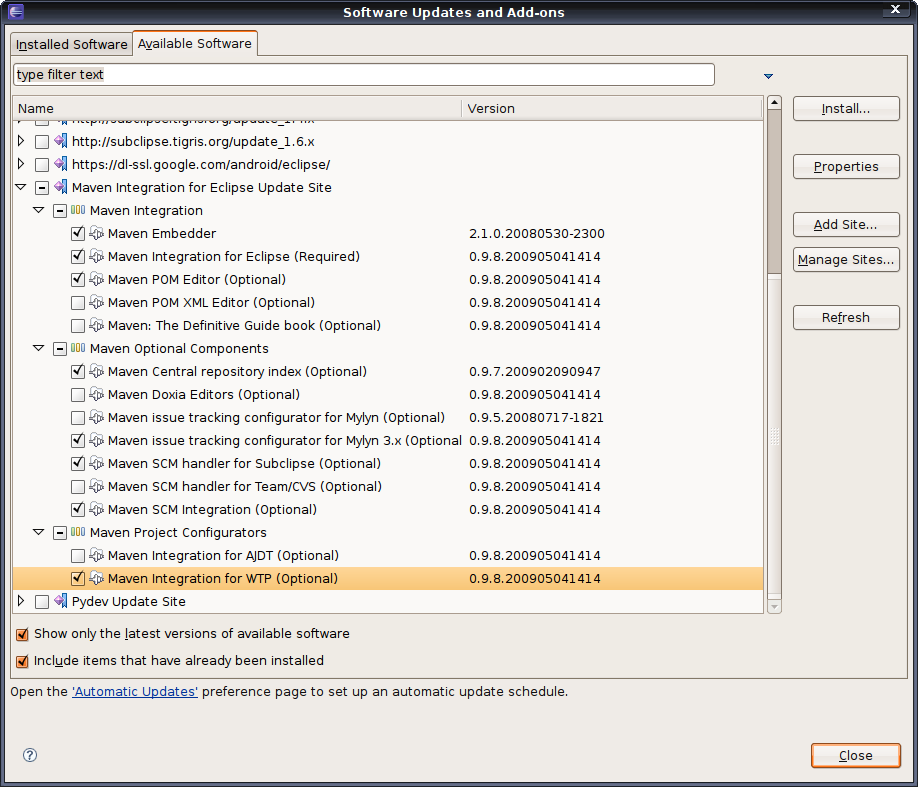 Software Updates and Add-ons
Installed Software Available Software
type filter text
Name Version Install...
http://subclipse.tigris.org/update_1.6.x
https://dl-ssl.google.com/android/eclipse/ Properties
Maven Integration for Eclipse Update Site
Maven Integration
Add Site...
Maven Embedder 2.1.0.20080530-2300
Maven Integration for Eclipse (Required) 0.9.8.200905041414 Manage Sites...
Maven POM Editor (Optional) 0.9.8.200905041414
Maven POM XML Editor (Optional) 0.9.8.200905041414
Refresh
Maven: The Definitive Guide book (Optional) 0.9.8.200905041414
Maven Optional Components
Maven Central repository index (Optional) 0.9.7.200902090947
Maven Doxia Editors (Optional) 0.9.8.200905041414
Maven issue tracking configurator for Mylyn (Optional) 0.9.5.20080717-1821
Maven issue tracking configurator for Mylyn 3.x (Optional 0.9.8.200905041414
Maven SCM handler for Subclipse (Optional) 0.9.8.200905041414
Maven SCM handler for Team/CVS (Optional) 0.9.8.200905041414
Maven SCM Integration (Optional) 0.9.8.200905041414
Maven Project Configurators
Maven Integration for AJDT (Optional) 0.9.8.200905041414
Maven Integration for WTP (Optional) 0.9.8.200905041414
Pydev Update Site
Show only the latest versions of available software
Include items that have already been installed
Open the 'Automatic Updates' preference page to set up an automatic update schedule.
Close